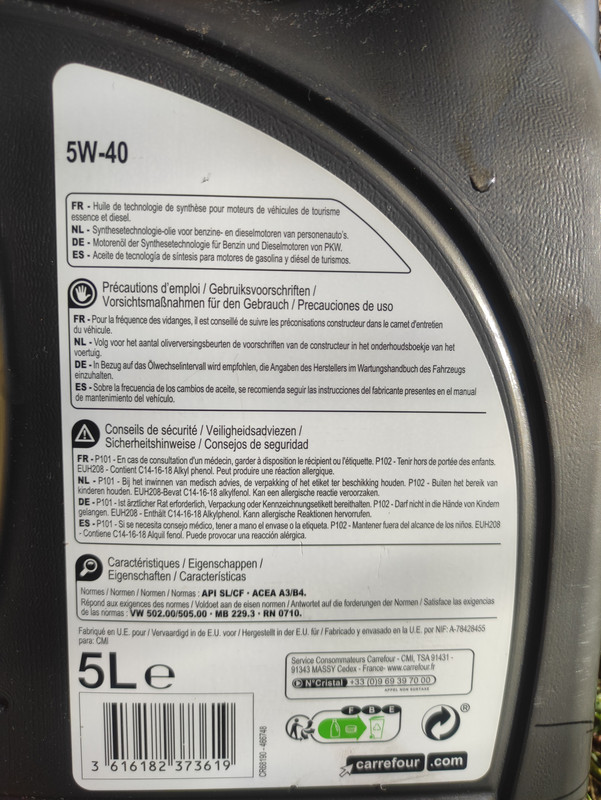 5W-40
FR - Huile de technologie de synthèse pour moteurs de véhicules de tourisme
essence et diesel.
NL - Synthesetechnologie-olie voor benzine- en dieselmotoren van personenauto's.
DE - Motorenöl der Synthesetechnologie für Benzin und Dieselmotoren von PKW.
ES - Aceite de tecnología de síntesis para motores de gasolina y diésel de turismos.
Précautions d'emploi / Gebruiksvoorschriften /
Vorsichtsmaßnahmen für den Gebrauch / Precauciones de uso
FR - Pour la fréquence des vidanges, il est conseillé de suivre les préconisations constructeur dans le carnet d'entretien
du véhicule.
NL - Volg voor het aantal olieverversingsbeurten de voorschriften van de constructeur in het onderhoudsboekje van het
voertuig.
DE - In Bezug auf das Ölwechselintervall wird empfohlen, die Angaben des Herstellers im Wartungshandbuch des Fahrzeugs
einzuhalten.
ES - Sobre la frecuencia de los cambios de aceite, se recomienda seguir las instrucciones del fabricante presentes en el manual
de mantenimiento del vehículo.
Conseils de sécurité / Veiligheidsadviezen /
Sicherheitshinweise / Consejos de seguridad
FR - P101 - En cas de consultation d'un médecin, garder à disposition le récipient ou l'étiquette. P102 - Tenir hors de portée des enfants.
EUH208 - Contient C14-16-18 Alkyl phenol. Peut produire une réaction allergique.
NL - P101 - Bij het inwinnen van medisch advies, de verpakking of het etiket ter beschikking houden. P102 - Buiten het bereik van
kinderen houden. EUH208-Bevat C14-16-18 alkylfenol. Kan een allergische reactie veroorzaken.
DE - P101 - Ist ärztlicher Rat erforderlich, Verpackung oder Kennzeichnungsetikett bereithalten. P102 - Darf nicht in die Hände von Kindern
gelangen. EUH208 - Enthält C14-16-18 Alkylphenol. Kann allergische Reaktionen hervorrufen.
ES - P101 - Si se necesita consejo médico, tener a mano el envase o la etiqueta. P102 - Mantener fuera del alcance de los niños. EUH208
- Contiene C14-16-18 Alquil fenol. Puede provocar una reacción alérgica.
Caractéristiques / Eigenschappen /
Eigenschaften / Características
Normes / Normen / Normen / Normas : API SL/CF · ACEA A3/B4.
Répond aux exigences des normes / Voldoet aan de eisen normen / Antwortet auf die forderungen der Normen / Satisface las exigencias
de las normas : VW 502.00/505.00 · MB 229.3 · RN 0710.
Fabriqué en U.E. pour / Vervaardigd in de E.U. voor / Hergestellt in der E.U. für / Fabricado y envasado en la U.E. por NIF: A-78428455
para: CMI
5L e
Service Consommateurs Carrefour - CMI, TSA 91431 -
91343 MASSY Cedex - France- www.carrefour.fr
N°Cristal +33 (0)9 69 39 70 00
APPEL NON SURTAXÉ
F B E
®
carrefour .com
CR68190 - 486748
3 616182 373619